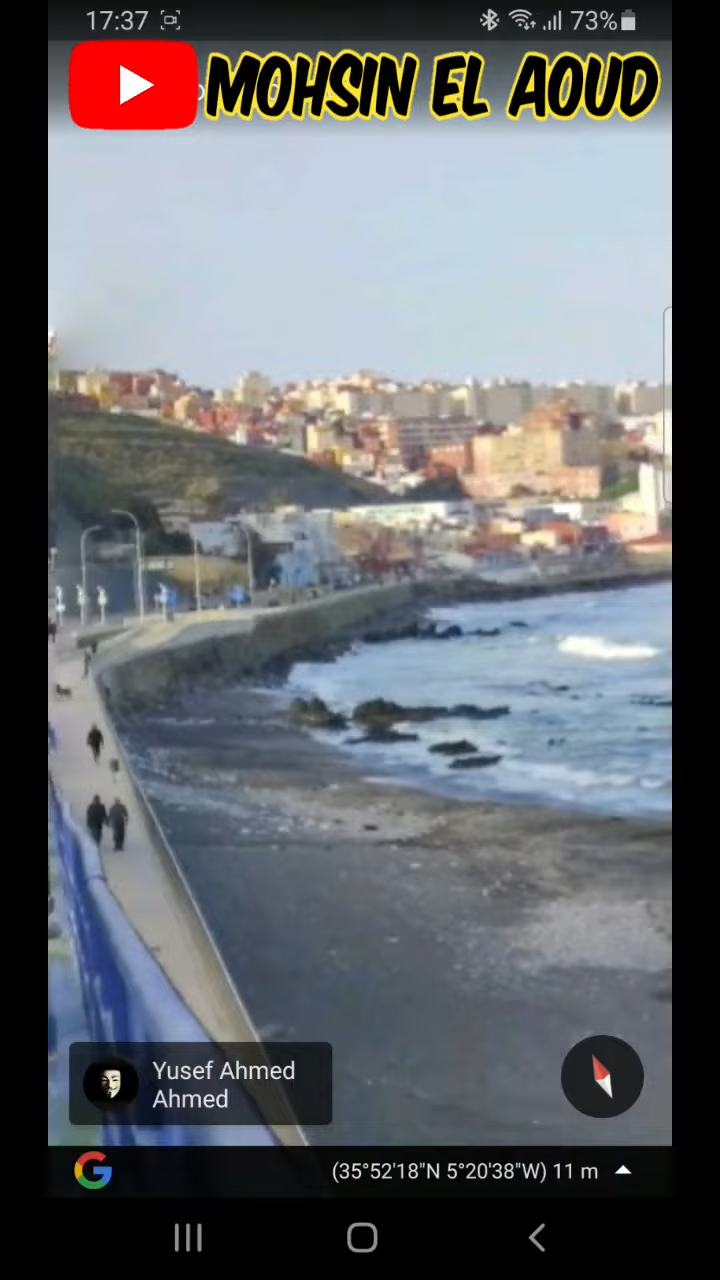 17:37 73%
MOHSIN EL AOUD
Yusef Ahmed
Ahmed
(35°52'18"N 5°20'38"W) 11 m